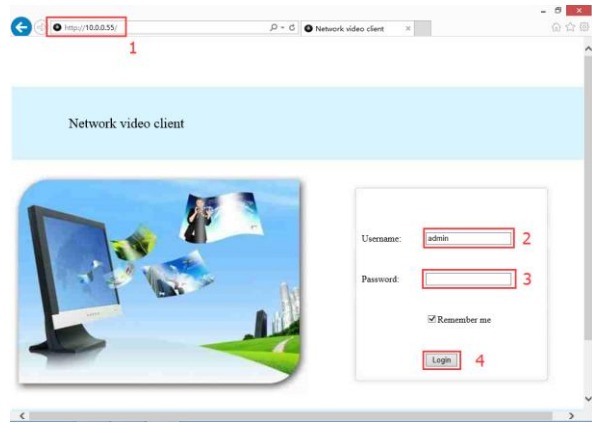 http://10.0.0.55/
Network video client
1
Network video client
Username:
admin
2
Password:
3
Remember me
Login
4